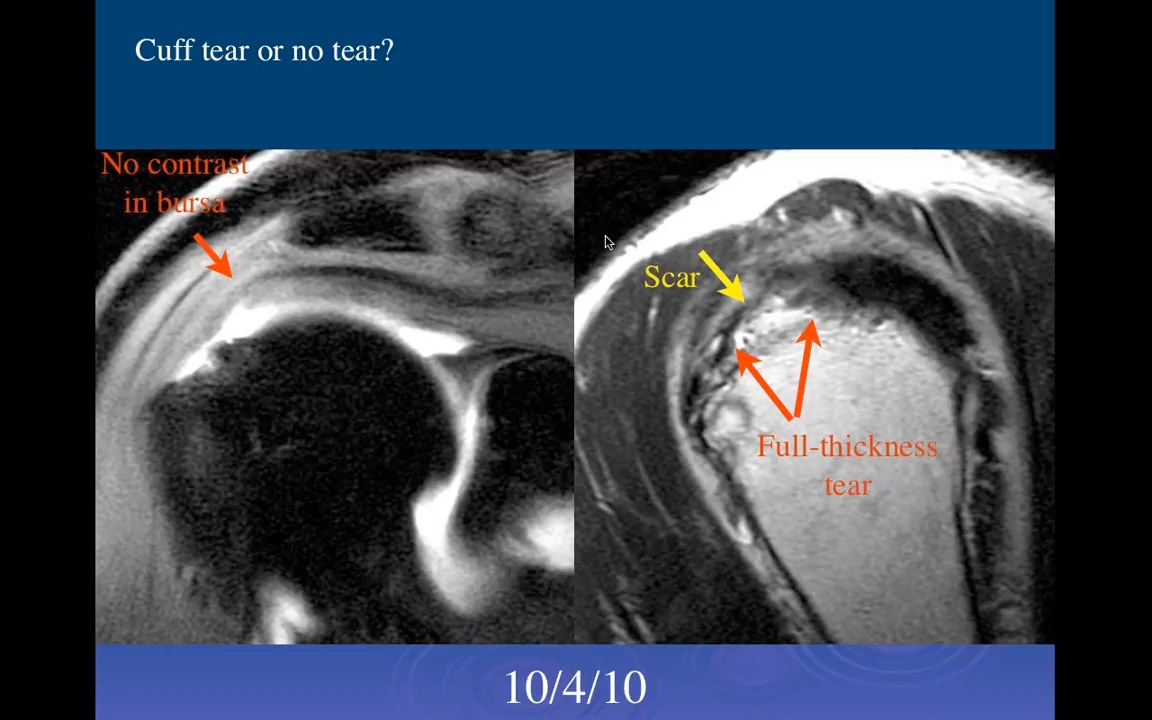 Cuff tear or no tear?
No contrast
in bursa
Scar
Full-thickness
tear
10/4/10